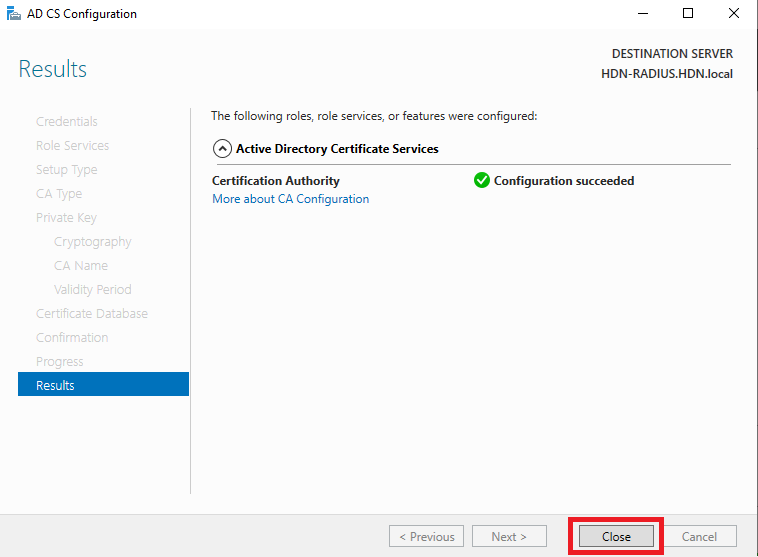 AD CS Configuration
Results
DESTINATION SERVER
HDN-RADIUS.HDN.local
Credentials
Role Services
Setup Type
CA Type
Private Key
Cryptography
CA Name
Validity Period
Certificate Database
Confirmation
Progress
Results
The following roles, role services, or features were configured:
Active Directory Certificate Services
Certification Authority
Configuration succeeded
More about CA Configuration
< Previous
Next >
Close
Cancel